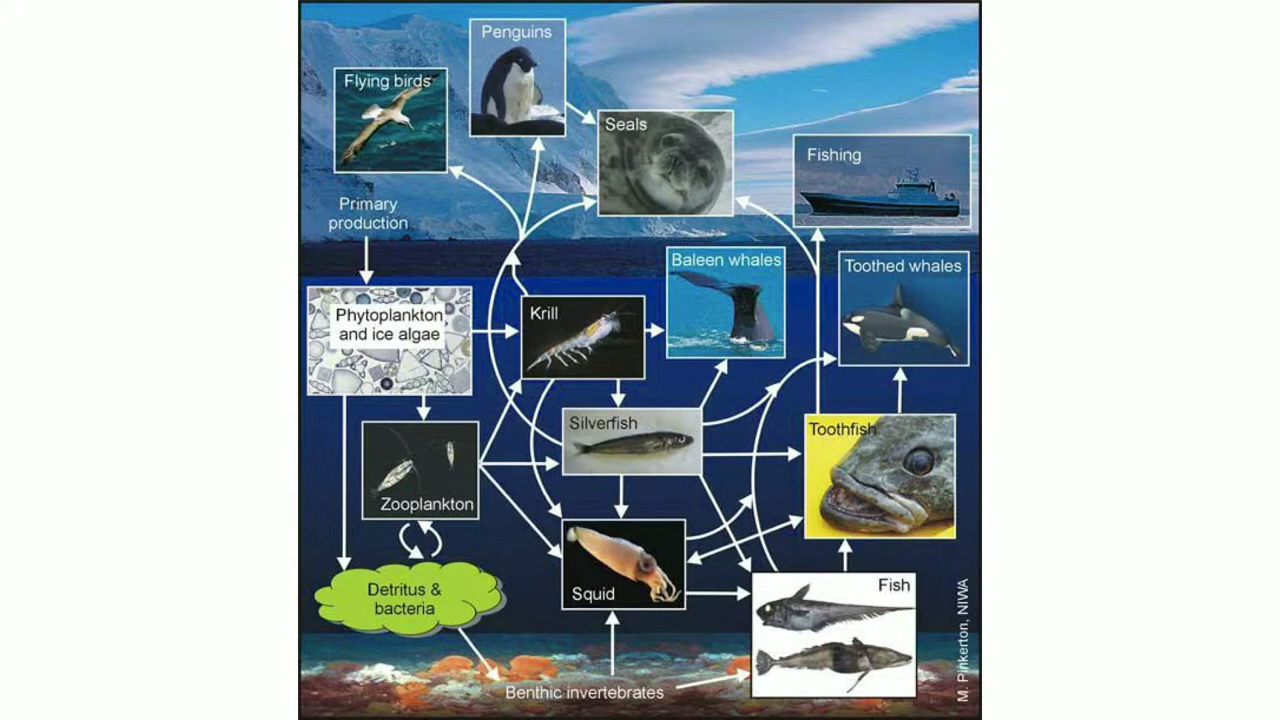 Penguins
Flying birds
Seals
Fishing
Primary
production
Baleen whales
Toothed whales
Phytoplankton
and ice algae
Krill
Silverfish
Toothfish
Zooplankton
Squid
Fish
Detritus &
bacteria
Benthic invertebrates
M. Pinkerton, NIWA